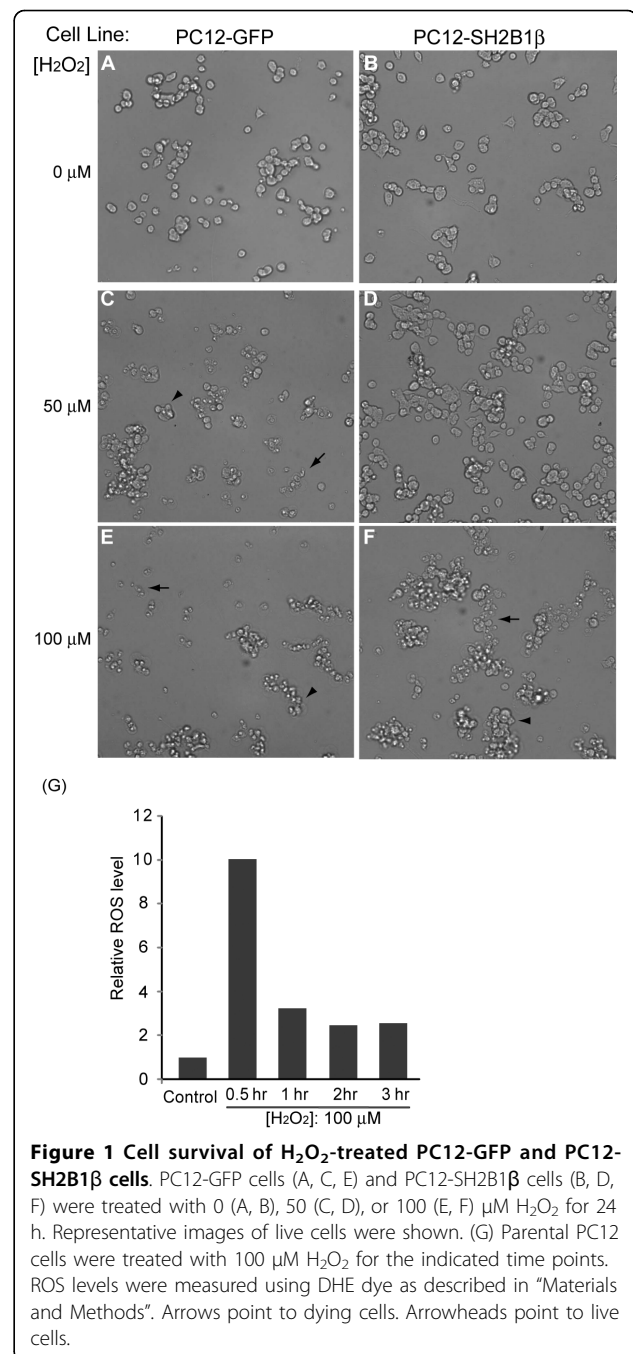 Cell Line: PC12-GFP PC12-SH2B1β
[H2O2]
A B
0 μM
C D
50 μM
E F
100 μM
(G)
12
10
8
6
4
2
0
Relative ROS level
Control 0.5 hr 1 hr 2hr 3 hr
[H2O2]: 100 μM
Figure 1 Cell survival of H₂O₂-treated PC12-GFP and PC12-
SH2B1β cells. PC12-GFP cells (A, C, E) and PC12-SH2B1β cells (B, D,
F) were treated with 0 (A, B), 50 (C, D), or 100 (E, F) μM H₂O₂ for 24
h. Representative images of live cells were shown. (G) Parental PC12
cells were treated with 100 μM H₂O₂ for the indicated time points.
ROS levels were measured using DHE dye as described in “Materials
and Methods”. Arrows point to dying cells. Arrowheads point to live
cells.